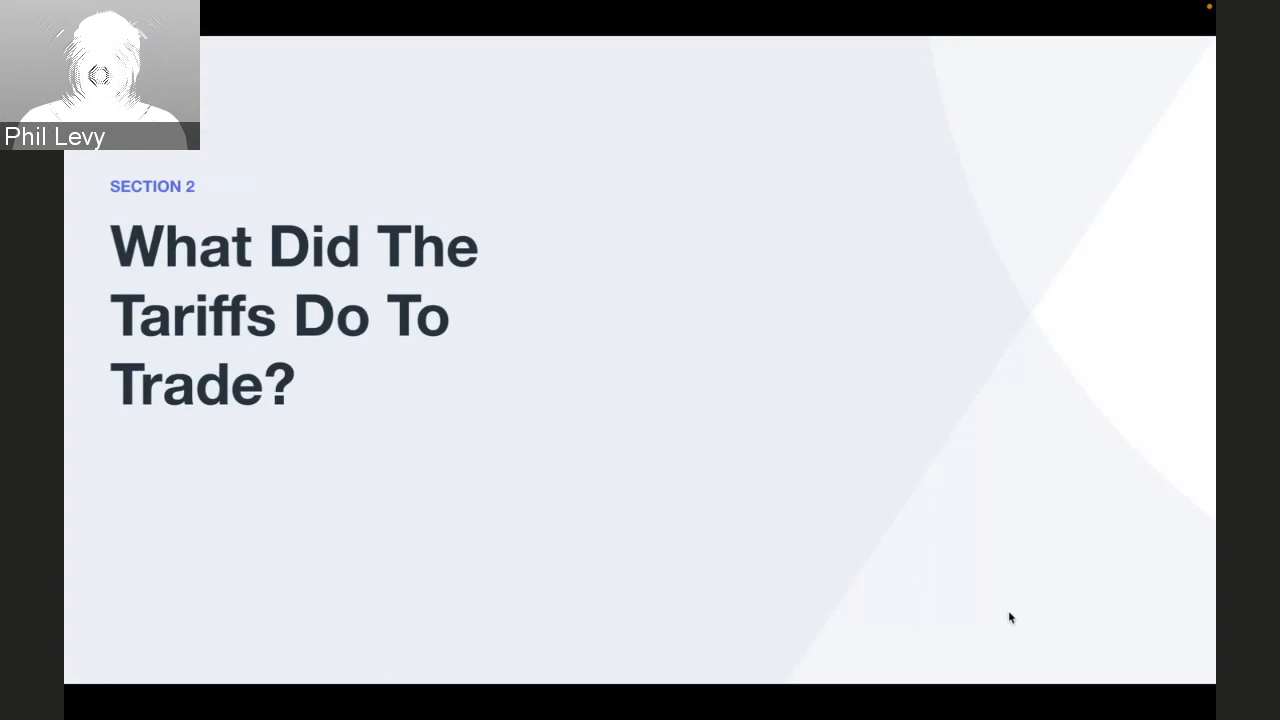 Phil Levy
SECTION 2
What Did The
Tariffs Do To
Trade?